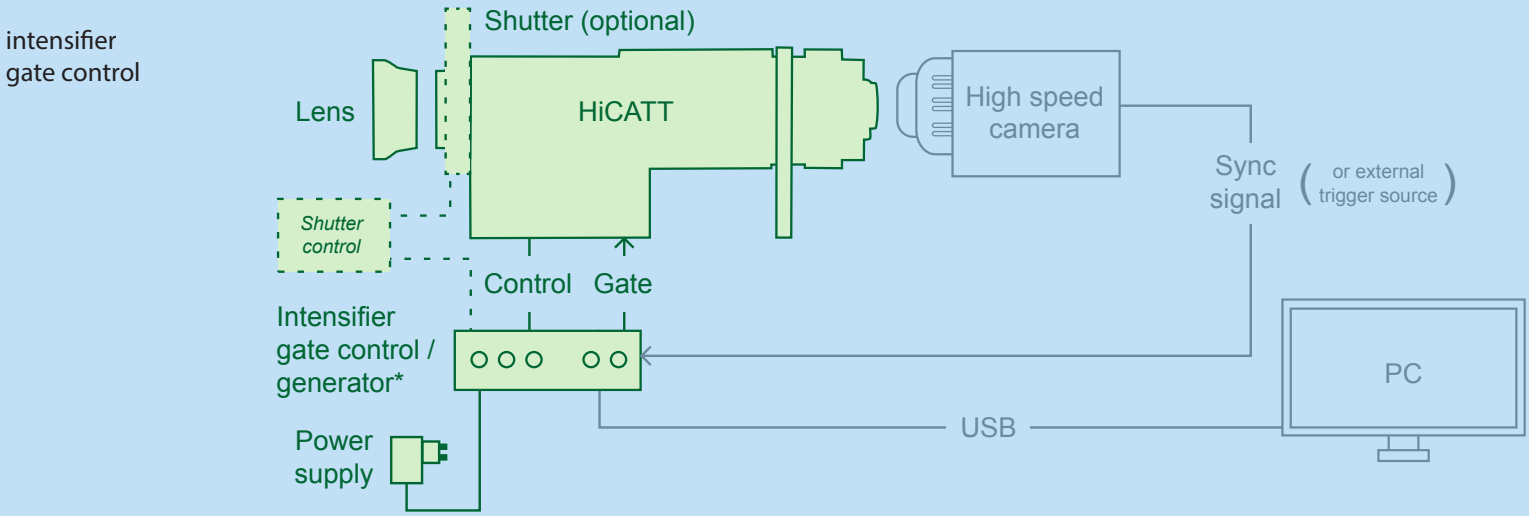 intensifier
gate control
Shutter (optional)
Lens
HiCATT
High speed
camera
Sync
signal
( or external
trigger source )
Shutter
control
Control
Gate
Intensifier
gate control /
generator*
PC
USB
Power
supply